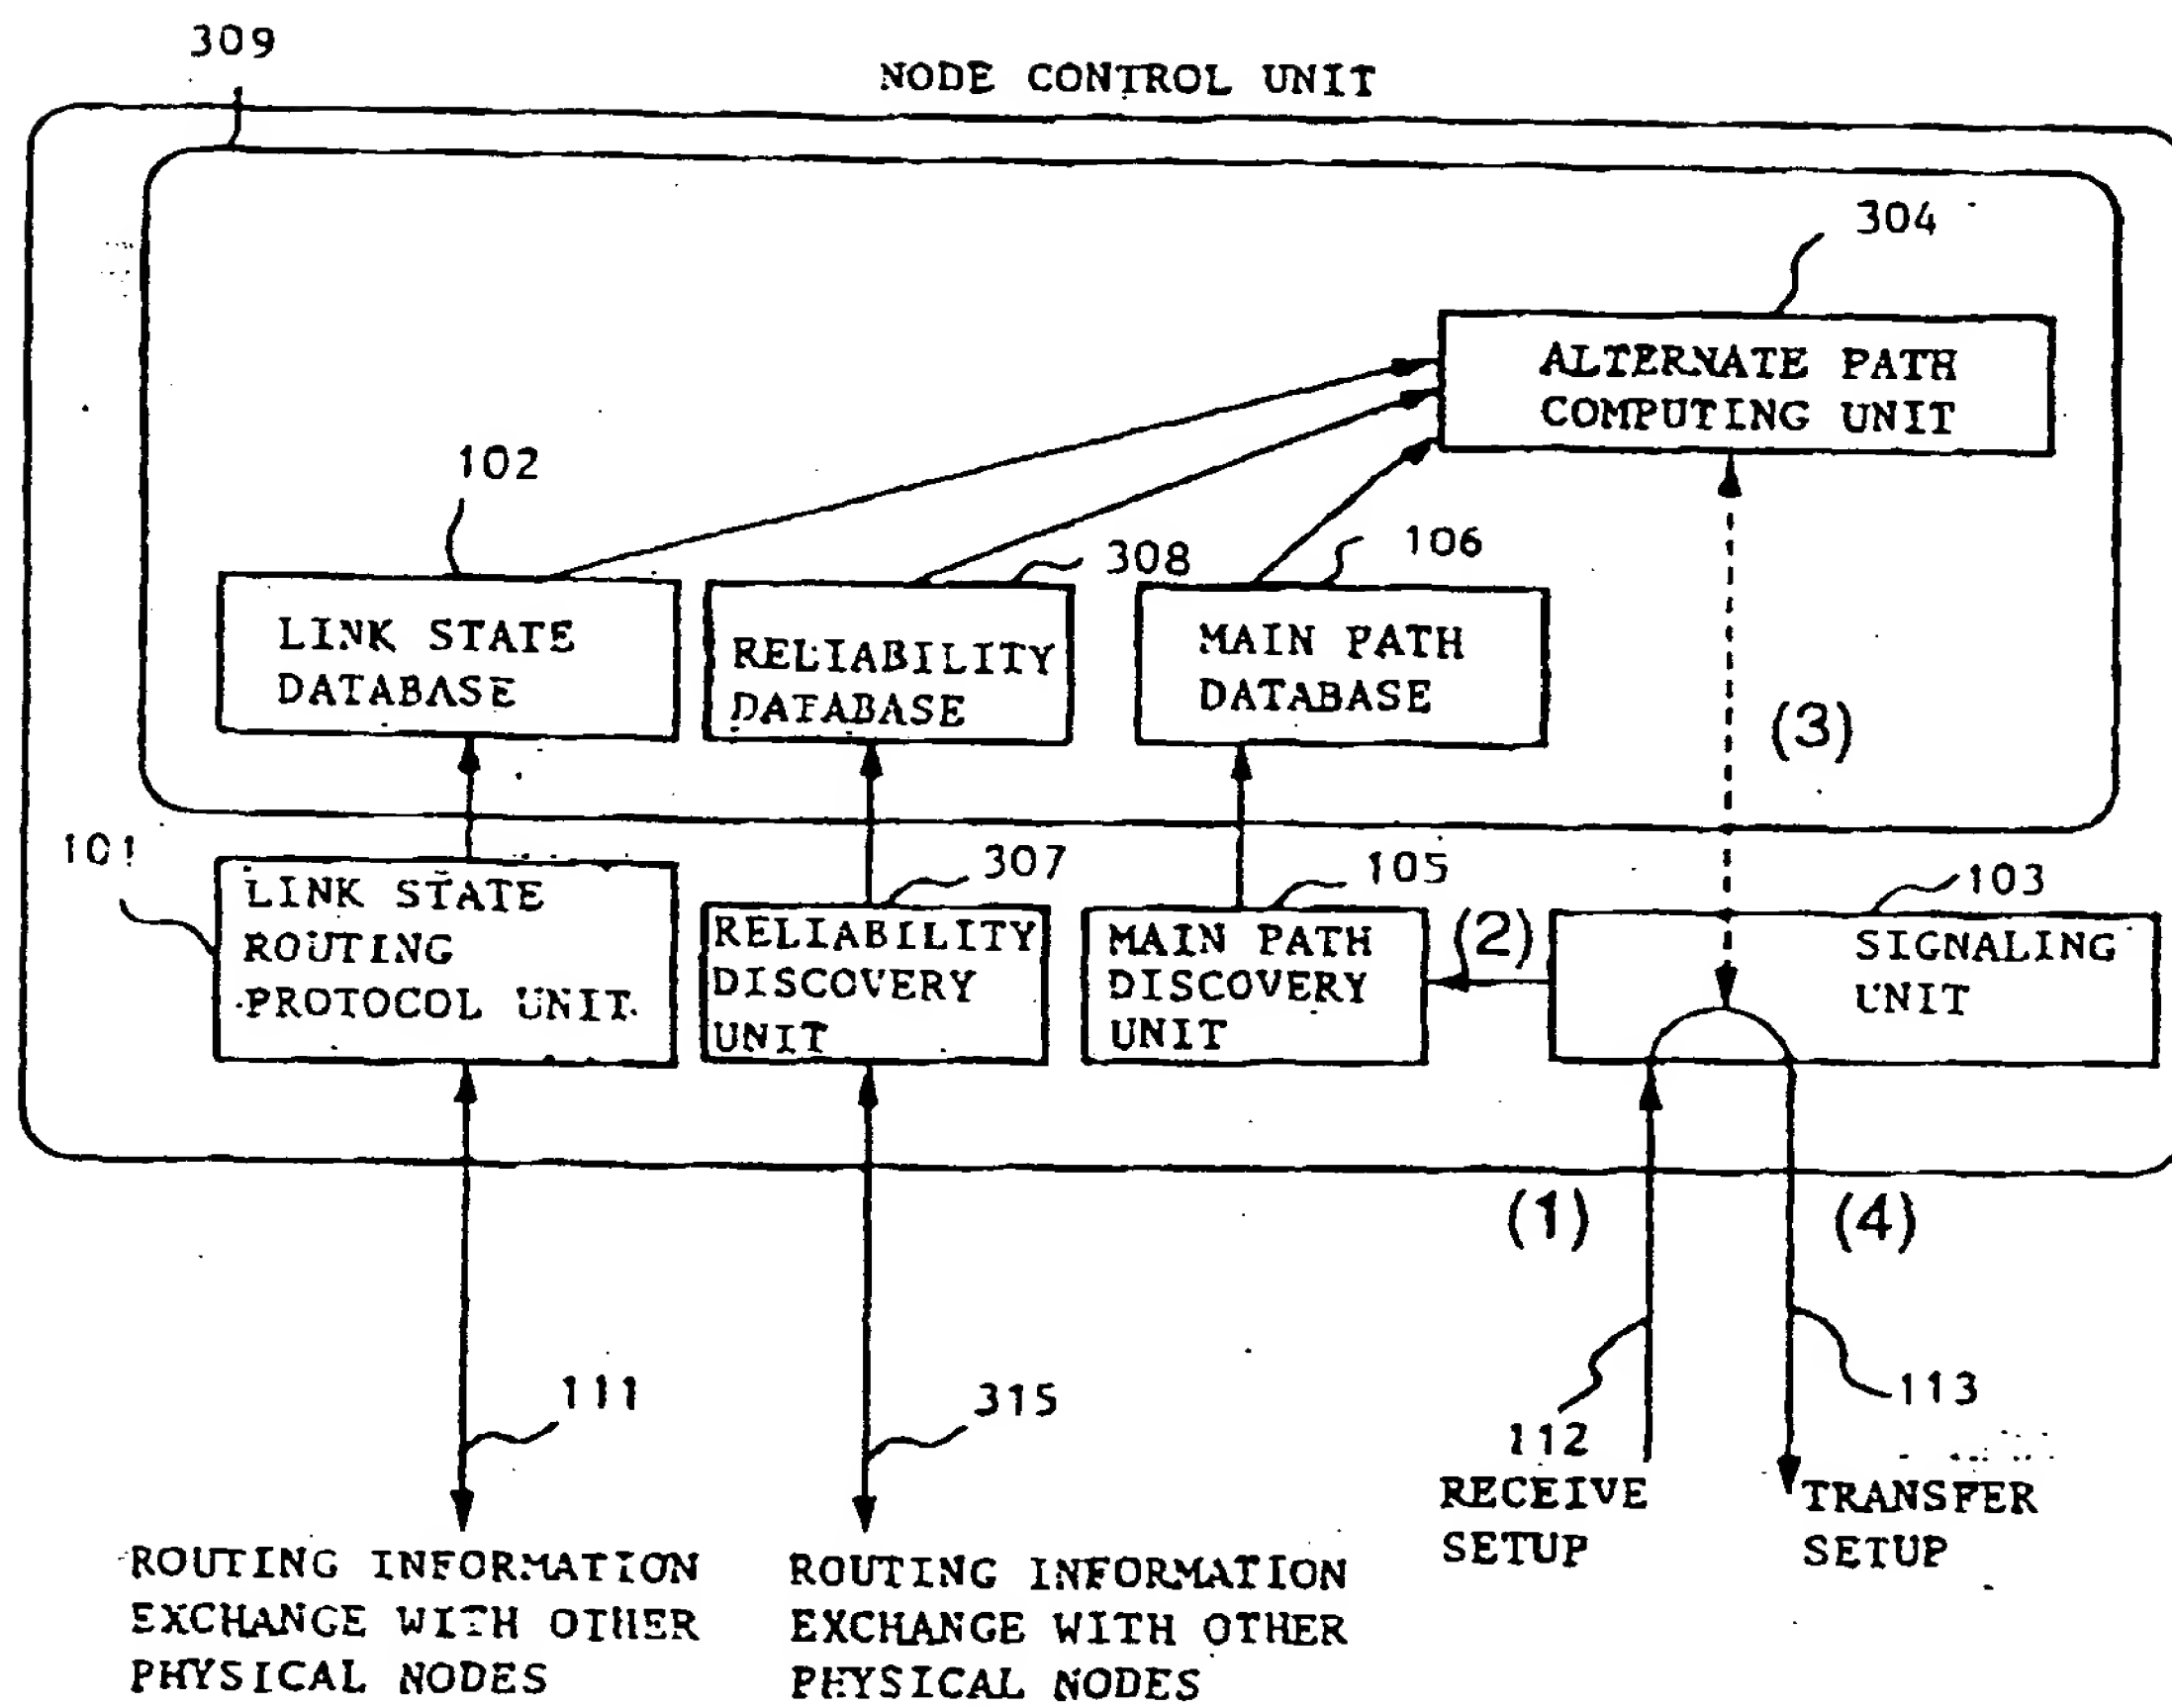 309
NODE CONTROL UNIT
304
ALTERNATE PATH
COMPUTING UNIT
102
308
106
LINK STATE
DATABASE
RELIABILITY
DATABASE
MAIN PATH
DATABASE
(3)
101
307
105
103
LINK STATE
ROUTING
PROTOCOL UNIT
RELIABILITY
DISCOVERY
UNIT
MAIN PATH
DISCOVERY
UNIT
(2)
SIGNALING
UNIT
(1)
(4)
111
315
112
113
RECEIVE
SETUP
TRANSFER
SETUP
ROUTING INFORMATION
EXCHANGE WITH OTHER
PHYSICAL NODES
ROUTING INFORMATION
EXCHANGE WITH OTHER
PHYSICAL NODES